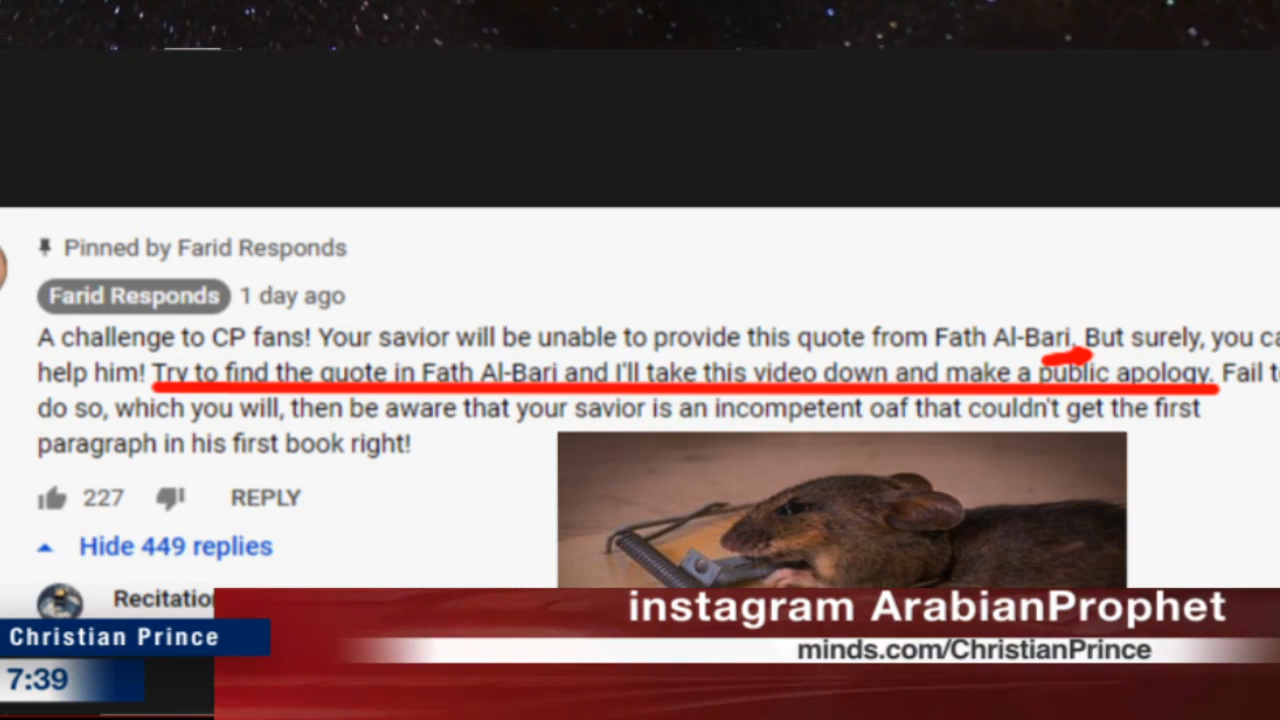 Pinned by Farid Responds
Farid Responds 1 day ago
A challenge to CP fans! Your savior will be unable to provide this quote from Fath Al-Bari. But surely, you ca
help him! Try to find the quote in Fath Al-Bari and I'll take this video down and make a public apology. Fail t
do so, which you will, then be aware that your savior is an incompetent oaf that couldn't get the first
paragraph in his first book right!
227 REPLY
Hide 449 replies
Recitatio
instagram ArabianProphet
Christian Prince
minds.com/ChristianPrince
7:39